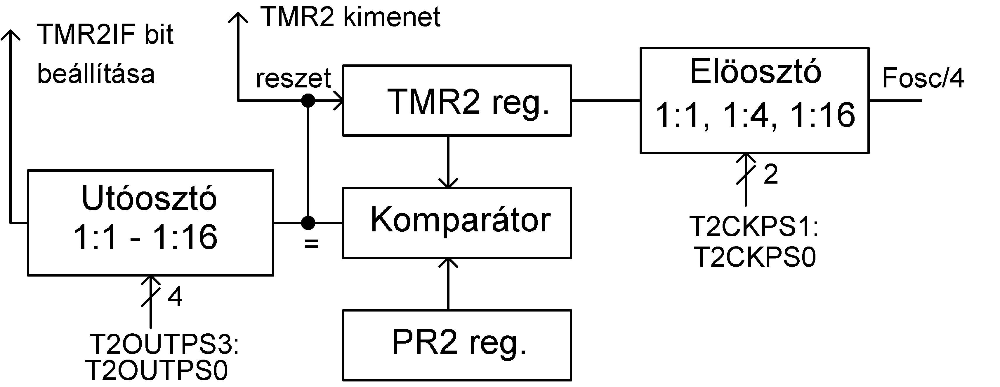 TMR2 kimenet
TMR2IF bit
beállítása
reszet
TMR2 reg.
Elöosztó
1:1, 1:4, 1:16
Fosc/4
2
T2CKPS1:
T2CKPS0
Utóosztó
1:1 - 1:16
=
Komparátor
4
T2OUTPS3:
T2OUTPS0
PR2 reg.